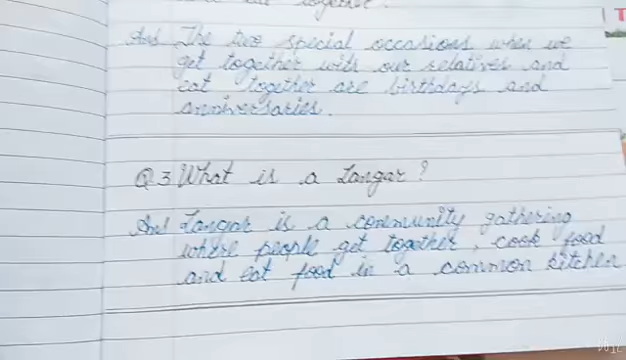 together.
Ans The two special occasions when we
get together with our relatives and
eat together are birthdays and
anniversaries.
Q 3 What is a Langar?
Ans Langar is a community gathering
where people get together, cook food
and eat food in a common kitchen